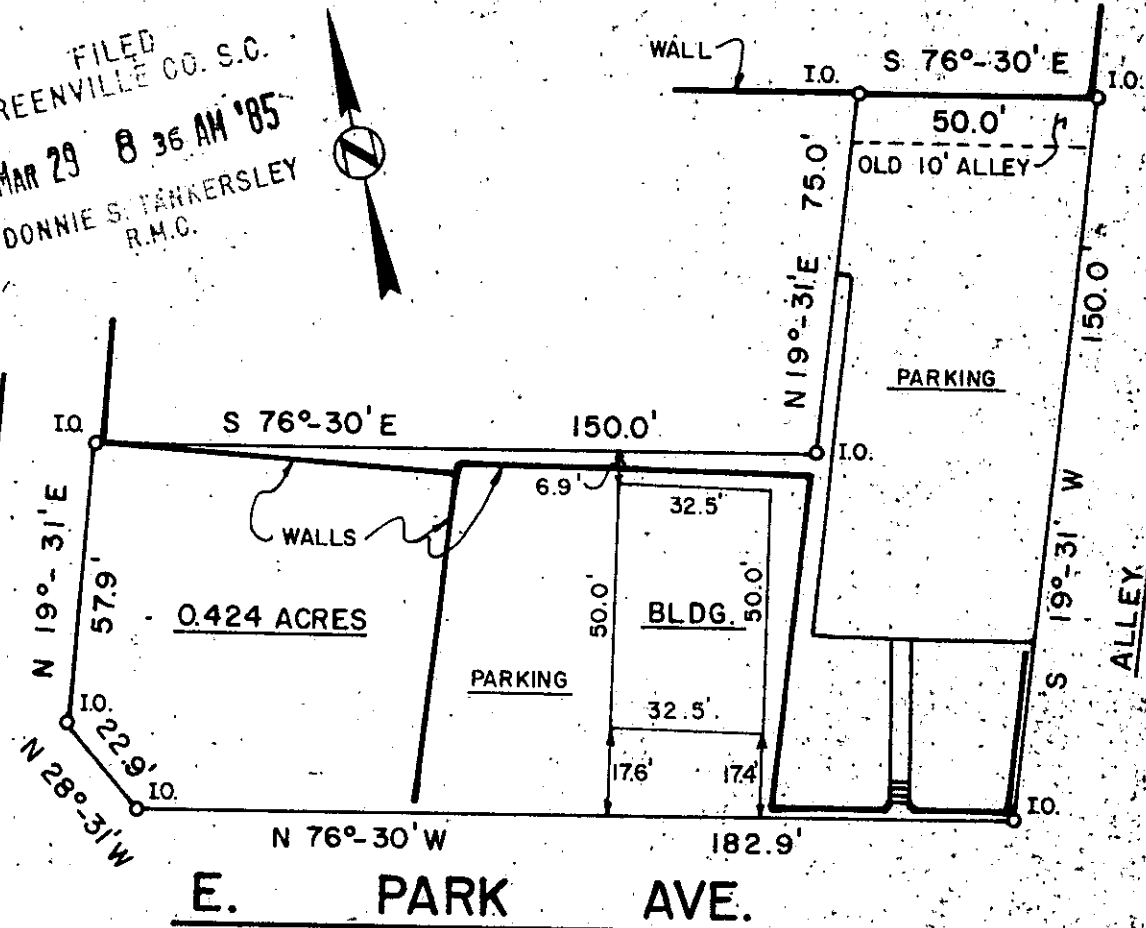 FILED
REENVILLE CO. S.C.
MAR 29 8 36 AM '85
DONNIE S. TANKERSLEY
R.M.C.
N
WALL
S 76°-30' E
I.O.
I.O.
50.0'
OLD 10' ALLEY
75.0'
N 19°-31' E
150.0'
PARKING
I.O.
S 76°-30' E
150.0'
I.O.
6.9'
32.5'
WALLS
N 19°-31' E
57.9'
0.424 ACRES
50.0'
BLDG.
50.0'
S 19°-31' W
ALLEY
PARKING
32.5'
I.O.
22.9'
N 28°-31' W
I.O.
17.6'
17.4'
I.O.
N 76°-30' W
182.9'
E. PARK AVE.